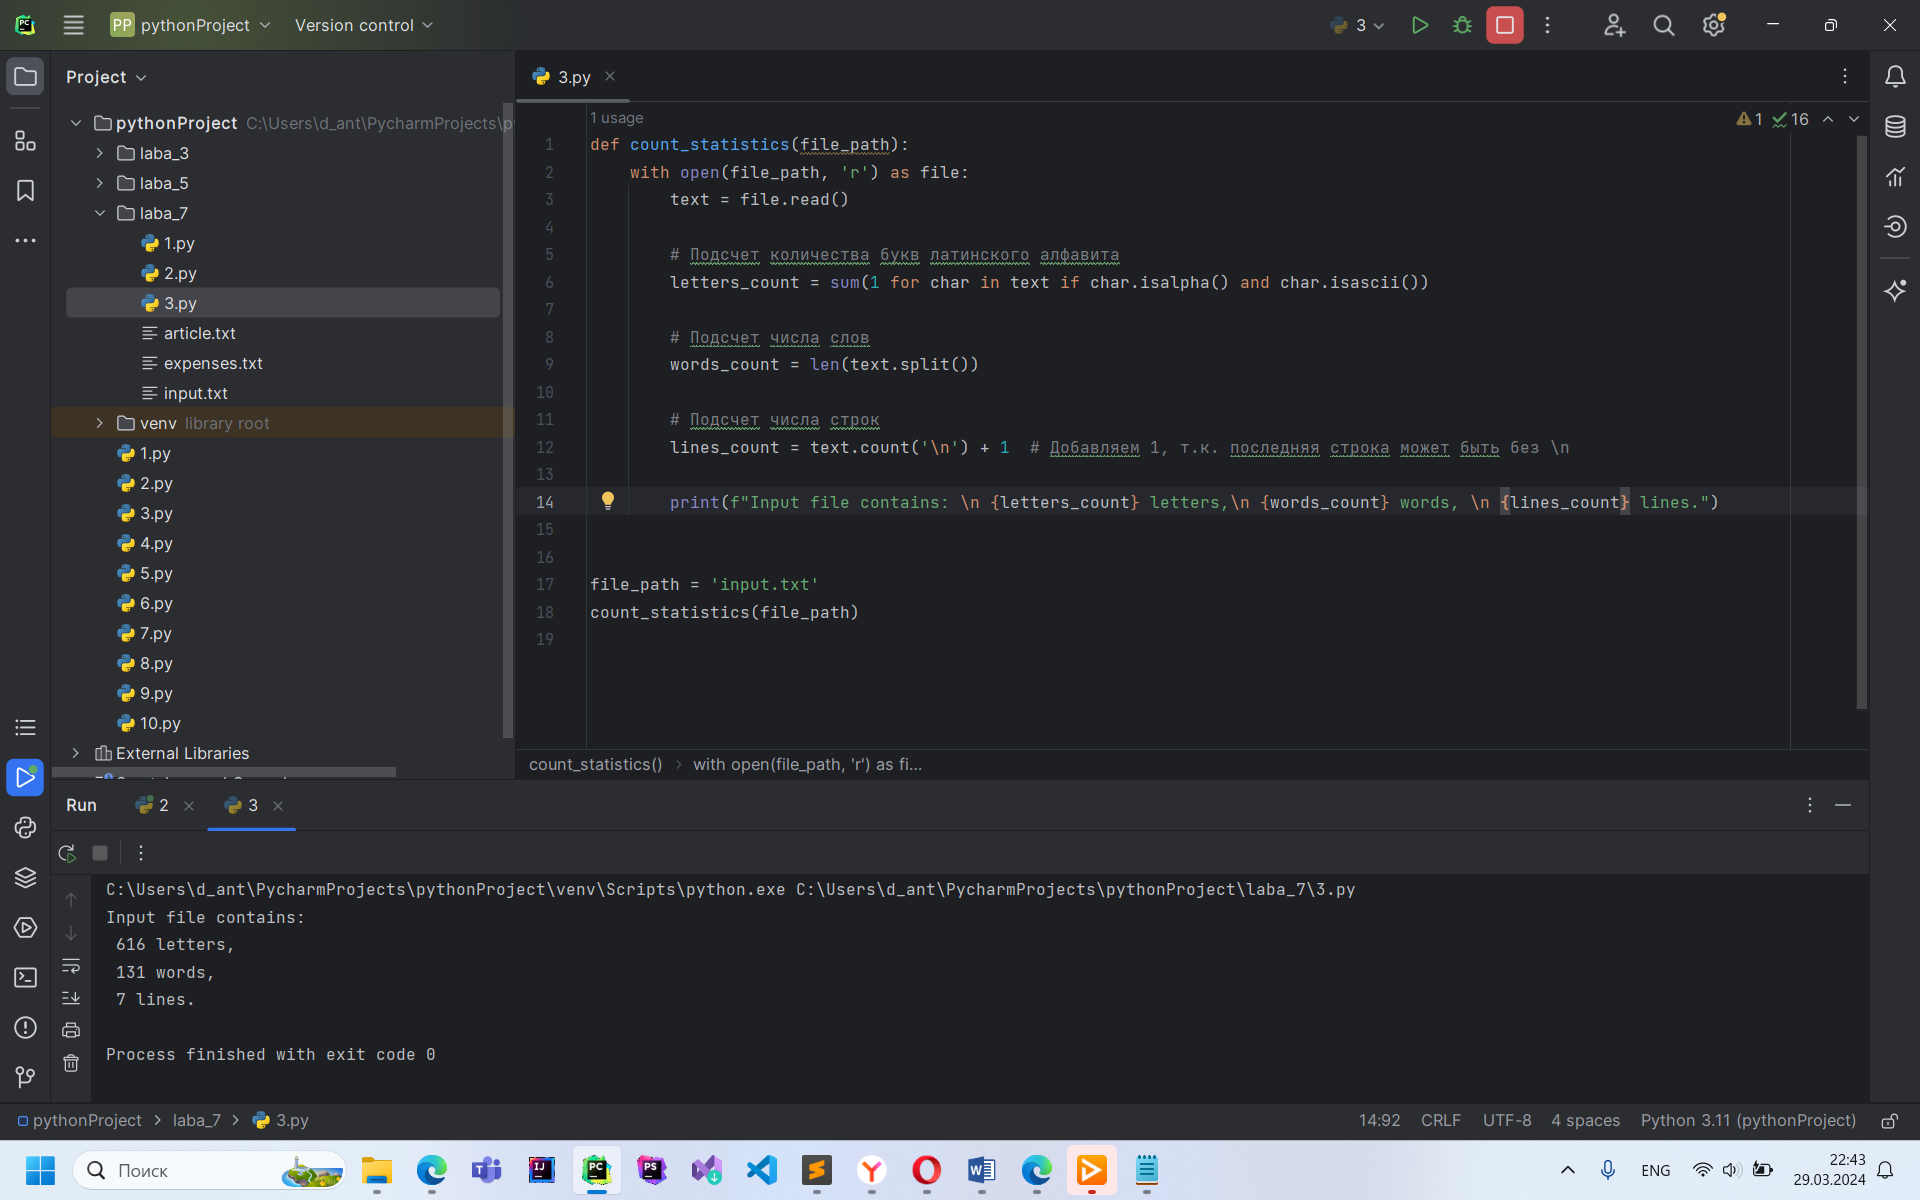 PP pythonProject Version control 3
Project
pythonProject C:\Users\d_ant\PycharmProjects\p
laba_3
laba_5
laba_7
1.py
2.py
3.py
article.txt
expenses.txt
input.txt
venv library root
1.py
2.py
3.py
4.py
5.py
6.py
7.py
8.py
9.py
10.py
External Libraries
3.py
1 usage
1 16
1 def count_statistics(file_path):
2 with open(file_path, 'r') as file:
3 text = file.read()
4
5 # Подсчет количества букв латинского алфавита
6 letters_count = sum(1 for char in text if char.isalpha() and char.isascii())
7
8 # Подсчет числа слов
9 words_count = len(text.split())
10
11 # Подсчет числа строк
12 lines_count = text.count('\n') + 1 # Добавляем 1, т.к. последняя строка может быть без \n
13
14 print(f"Input file contains: \n {letters_count} letters,\n {words_count} words, \n {lines_count} lines.")
15
16
17 file_path = 'input.txt'
18 count_statistics(file_path)
19
count_statistics() › with open(file_path, 'r') as fi...
Run 2 3
C:\Users\d_ant\PycharmProjects\pythonProject\venv\Scripts\python.exe C:\Users\d_ant\PycharmProjects\pythonProject\laba_7\3.py
Input file contains:
616 letters,
131 words,
7 lines.
Process finished with exit code 0
pythonProject > laba_7 > 3.py 14:92 CRLF UTF-8 4 spaces Python 3.11 (pythonProject)
Поиск ENG 22:43
29.03.2024